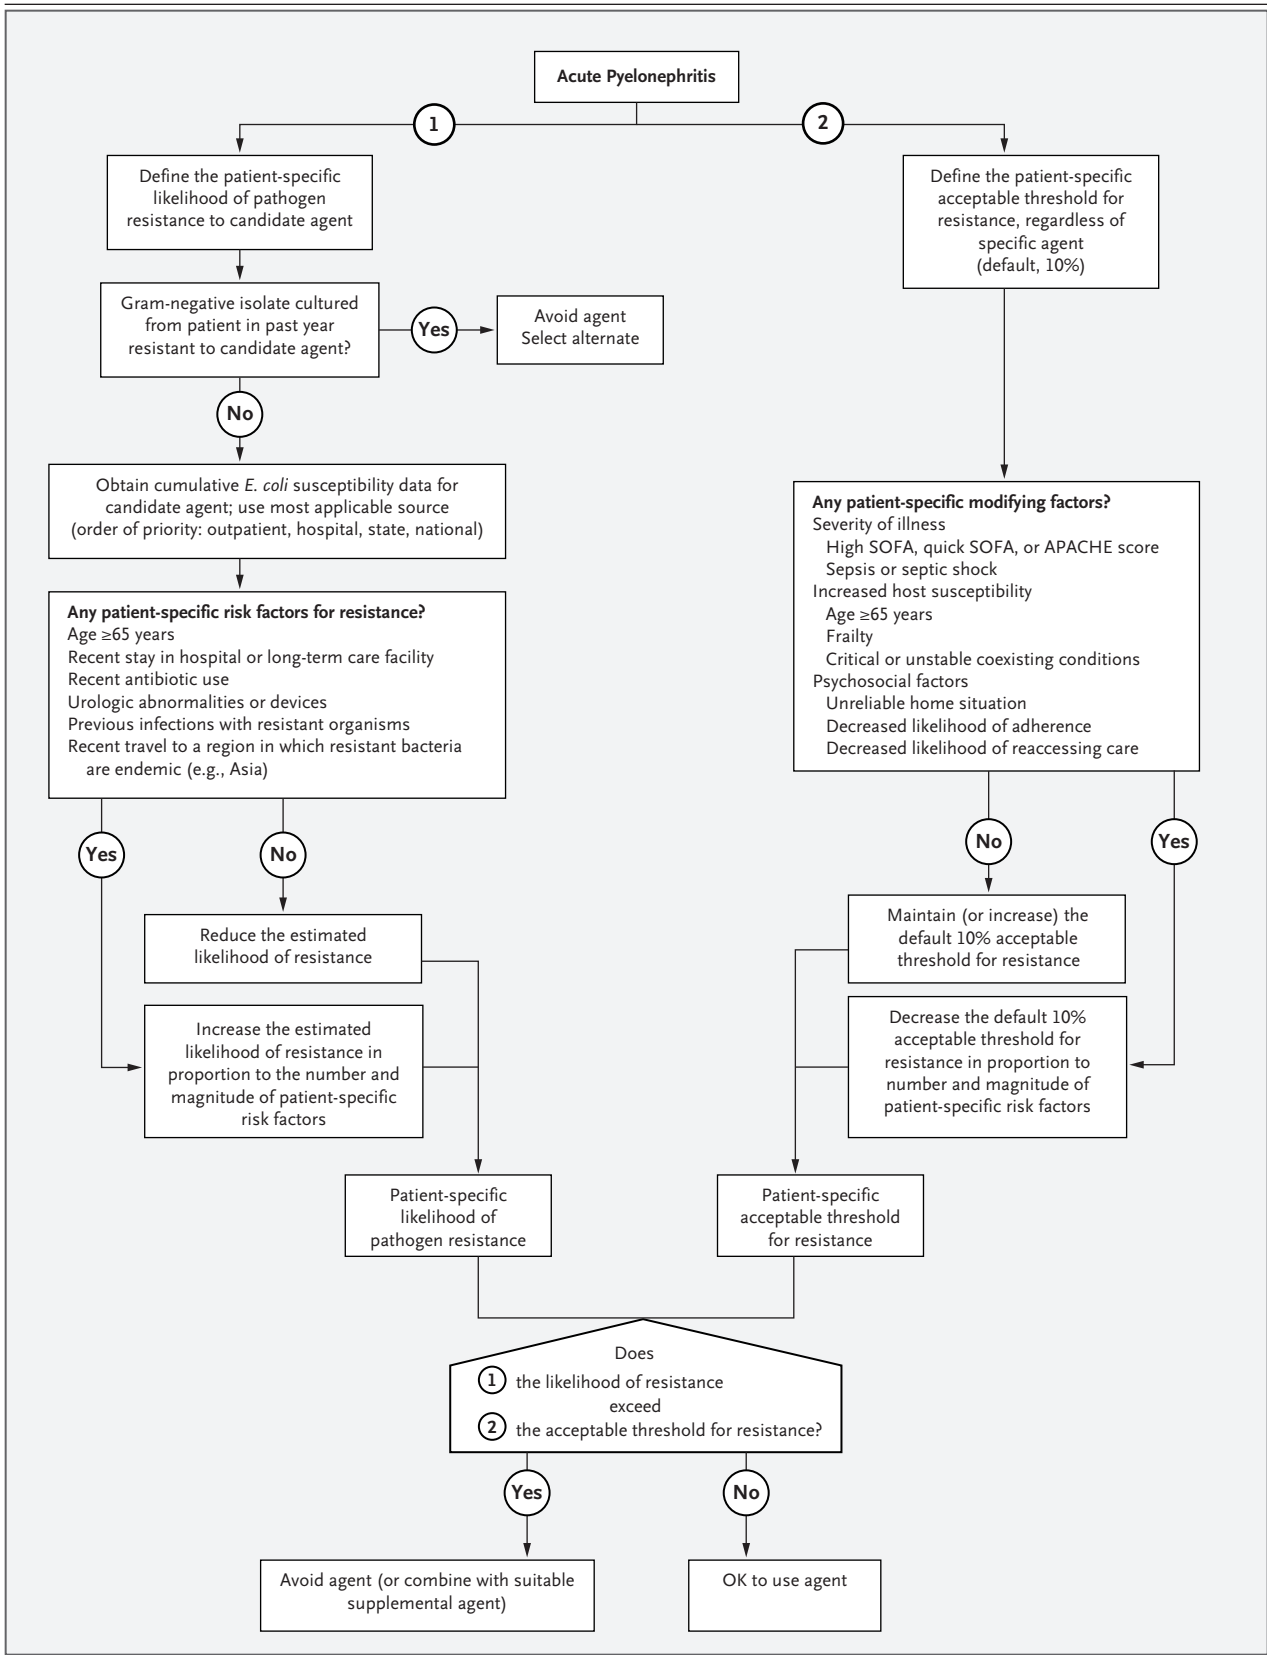 Acute Pyelonephritis
1
2
Define the patient-specific
likelihood of pathogen
resistance to candidate agent
Define the patient-specific
acceptable threshold for
resistance, regardless of
specific agent
(default, 10%)
Gram-negative isolate cultured
from patient in past year
resistant to candidate agent?
Yes
Avoid agent
Select alternate
No
Obtain cumulative E. coli susceptibility data for
candidate agent; use most applicable source
(order of priority: outpatient, hospital, state, national)
Any patient-specific risk factors for resistance?
Age ≥65 years
Recent stay in hospital or long-term care facility
Recent antibiotic use
Urologic abnormalities or devices
Previous infections with resistant organisms
Recent travel to a region in which resistant bacteria
are endemic (e.g., Asia)
Any patient-specific modifying factors?
Severity of illness
High SOFA, quick SOFA, or APACHE score
Sepsis or septic shock
Increased host susceptibility
Age ≥65 years
Frailty
Critical or unstable coexisting conditions
Psychosocial factors
Unreliable home situation
Decreased likelihood of adherence
Decreased likelihood of reaccessing care
Yes
No
No
Yes
Reduce the estimated
likelihood of resistance
Increase the estimated
likelihood of resistance in
proportion to the number and
magnitude of patient-specific
risk factors
Maintain (or increase) the
default 10% acceptable
threshold for resistance
Decrease the default 10%
acceptable threshold for
resistance in proportion to
number and magnitude of
patient-specific risk factors
Patient-specific
likelihood of
pathogen resistance
Patient-specific
acceptable threshold
for resistance
Does
1 the likelihood of resistance
exceed
2 the acceptable threshold for resistance?
Yes
No
Avoid agent (or combine with suitable
supplemental agent)
OK to use agent